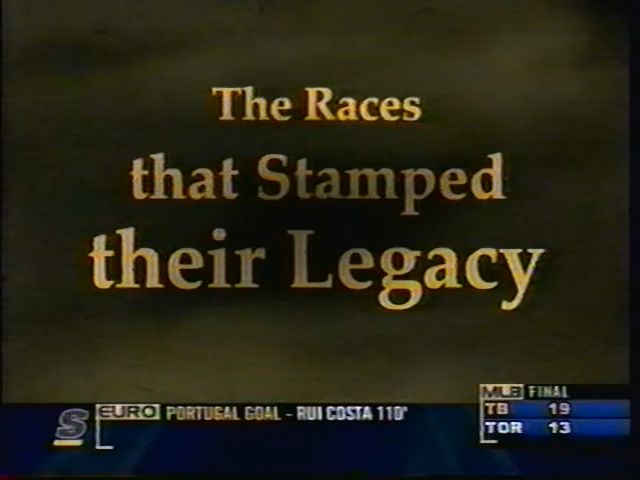 The Races
that Stamped
their Legacy
S
EURO PORTUGAL GOAL - RUI COSTA 110'
MLB FINAL
TB 19
TOR 13